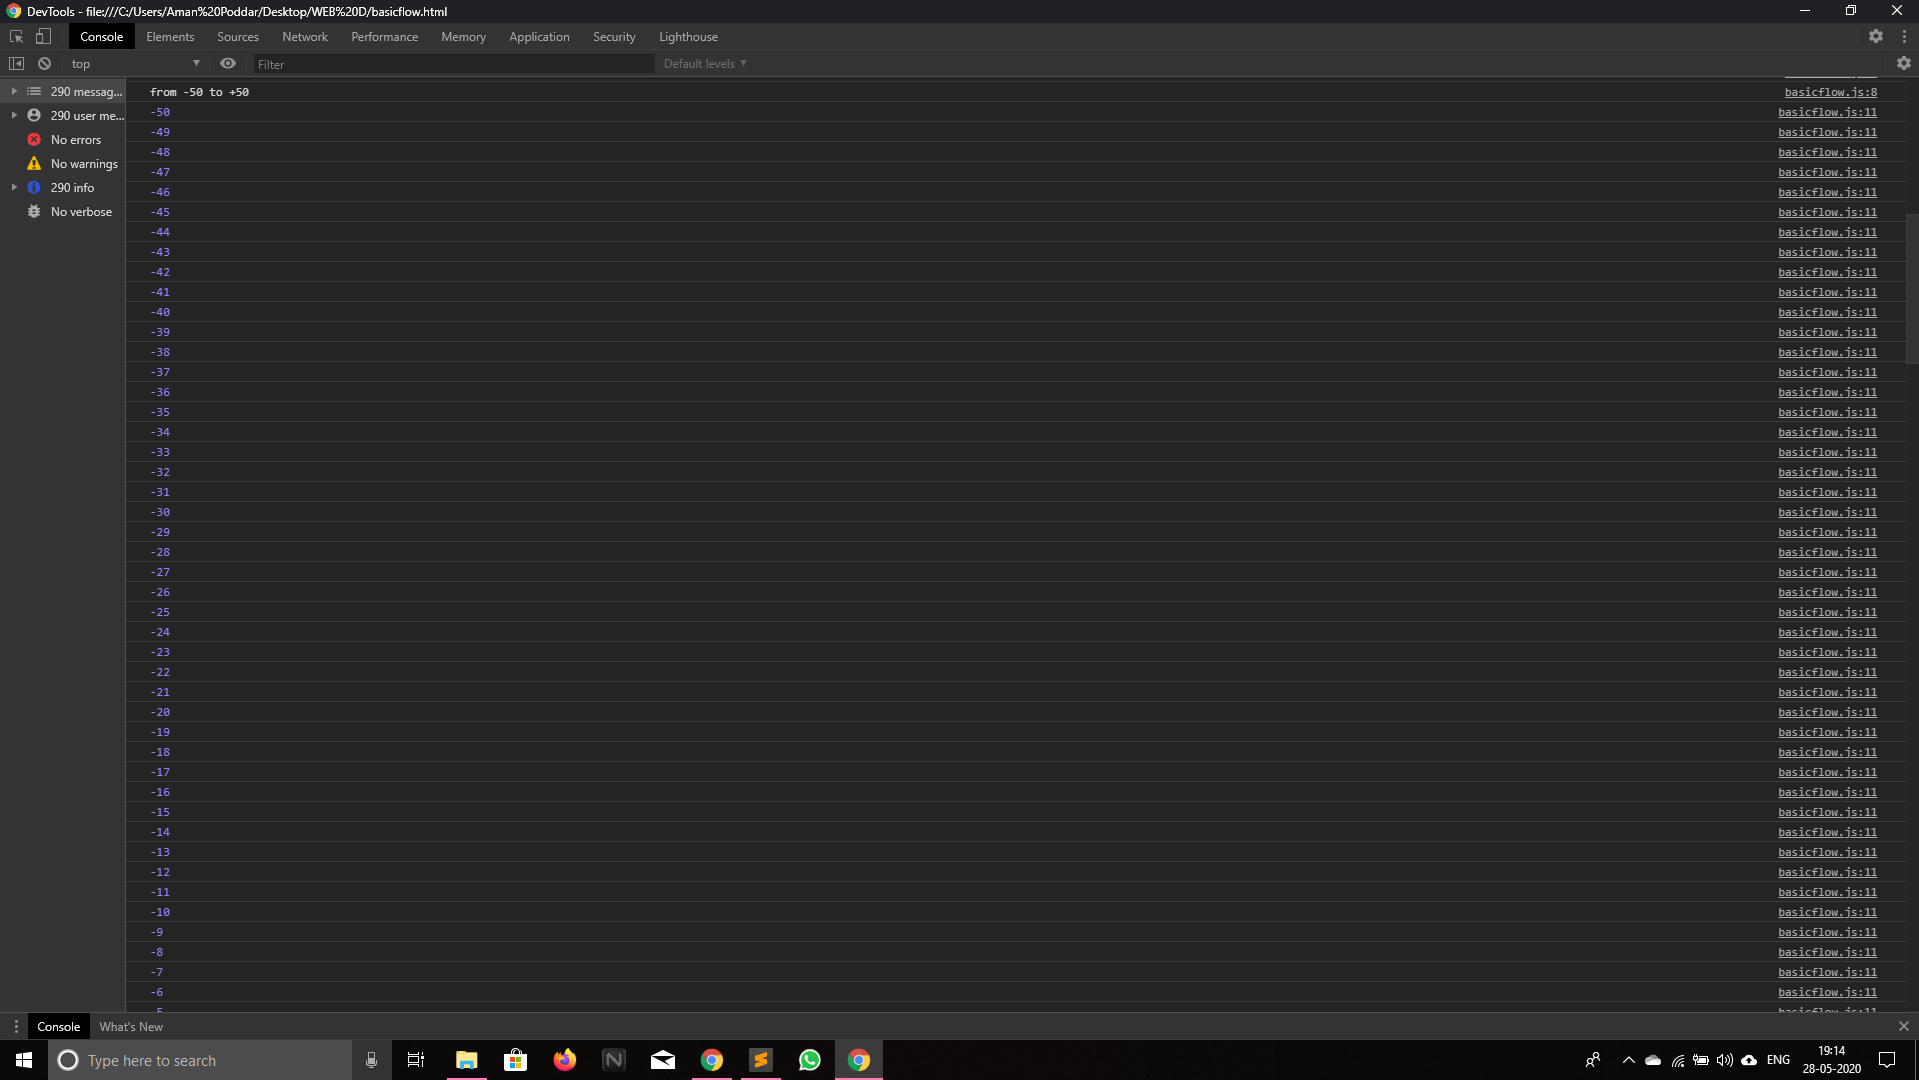 DevTools - file:///C:/Users/Aman%20Poddar/Desktop/WEB%20D/basicflow.html
Console Elements Sources Network Performance Memory Application Security Lighthouse
top Filter Default levels
290 messag...
290 user me...
No errors
No warnings
290 info
No verbose
from -50 to +50 basicflow.js:8
-50 basicflow.js:11
-49 basicflow.js:11
-48 basicflow.js:11
-47 basicflow.js:11
-46 basicflow.js:11
-45 basicflow.js:11
-44 basicflow.js:11
-43 basicflow.js:11
-42 basicflow.js:11
-41 basicflow.js:11
-40 basicflow.js:11
-39 basicflow.js:11
-38 basicflow.js:11
-37 basicflow.js:11
-36 basicflow.js:11
-35 basicflow.js:11
-34 basicflow.js:11
-33 basicflow.js:11
-32 basicflow.js:11
-31 basicflow.js:11
-30 basicflow.js:11
-29 basicflow.js:11
-28 basicflow.js:11
-27 basicflow.js:11
-26 basicflow.js:11
-25 basicflow.js:11
-24 basicflow.js:11
-23 basicflow.js:11
-22 basicflow.js:11
-21 basicflow.js:11
-20 basicflow.js:11
-19 basicflow.js:11
-18 basicflow.js:11
-17 basicflow.js:11
-16 basicflow.js:11
-15 basicflow.js:11
-14 basicflow.js:11
-13 basicflow.js:11
-12 basicflow.js:11
-11 basicflow.js:11
-10 basicflow.js:11
-9 basicflow.js:11
-8 basicflow.js:11
-7 basicflow.js:11
-6 basicflow.js:11
Console What's New
Type here to search
ENG
19:14
28-05-2020